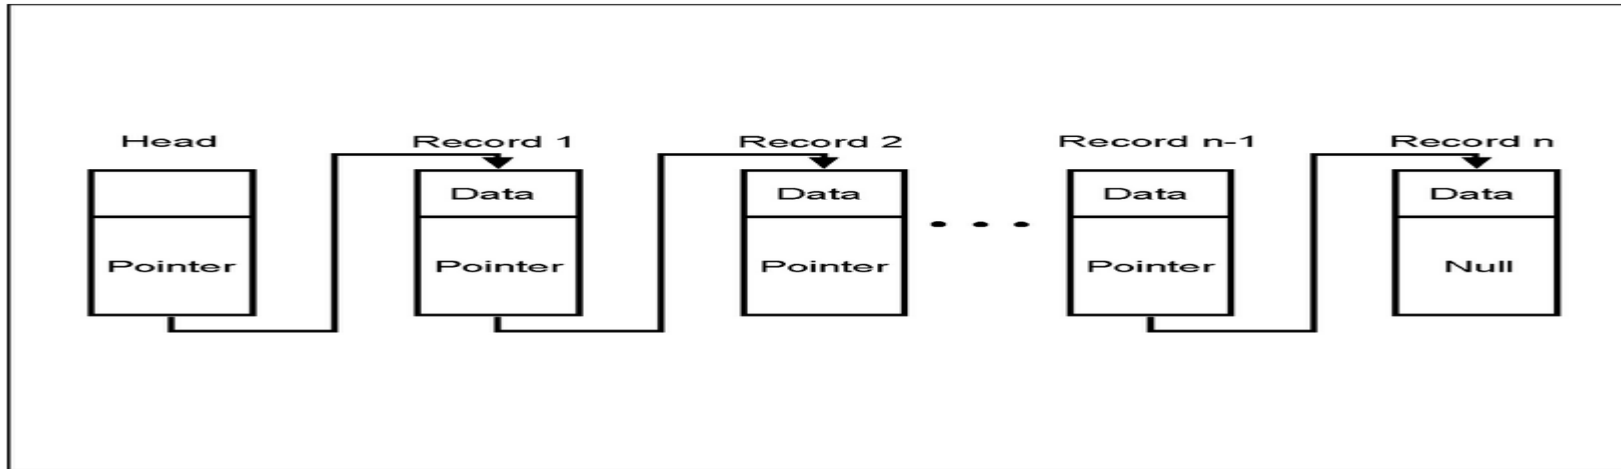 Head Record 1 Record 2 Record n-1 Record n
Data Data Data Data
Pointer Pointer Pointer Pointer Null